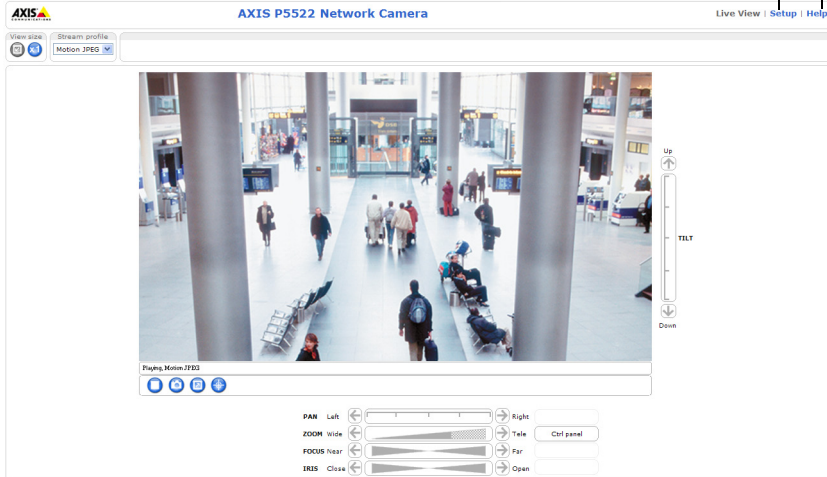 AXIS
COMMUNICATIONS
AXIS P5522 Network Camera
Live View | Setup | Help
View size
Stream profile
Motion JPEG
Up
TILT
Down
Playing, Motion JPEG
PAN Left Right
ZOOM Wide Tele Ctrl panel
FOCUS Near Far
IRIS Close Open